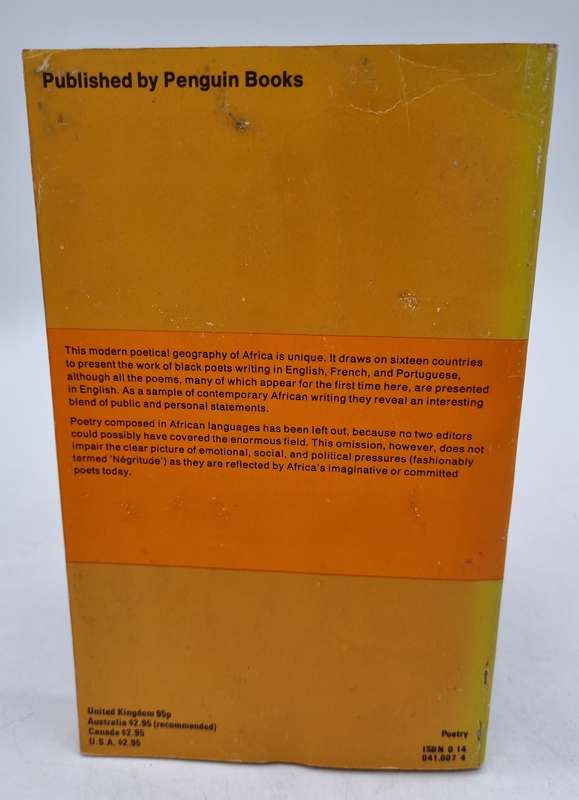 Published by Penguin Books
This modern poetical geography of Africa is unique. It draws on sixteen countries
to present the work of black poets writing in English, French, and Portuguese,
although all the poems, many of which appear for the first time here, are presented
in English. As a sample of contemporary African writing they reveal an interesting
blend of public and personal statements.
Poetry composed in African languages has been left out, because no two editors
could possibly have covered the enormous field. This omission, however, does not
impair the clear picture of emotional, social, and political pressures (fashionably
termed 'Négritude') as they are reflected by Africa's imaginative or committed
poets today.
United Kingdom 95p
Australia $2.95 (recommended)
Canada $2.95
U.S.A. $2.95
Poetry
ISBN 0 14
041.007 4